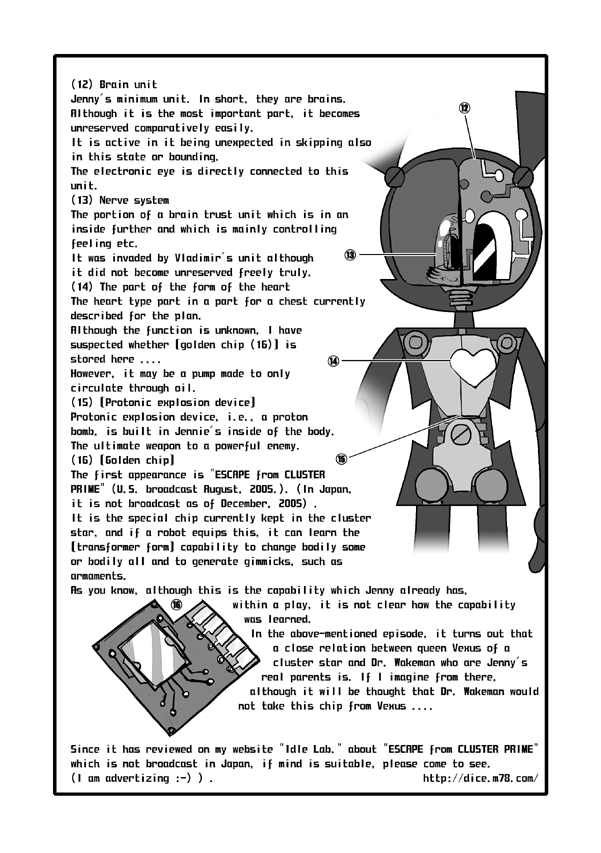 (12) Brain unit
Jenny's minimum unit. In short, they are brains.
Although it is the most important part, it becomes
unreserved comparatively easily.
It is active in it being unexpected in skipping also
in this state or bounding.
The electronic eye is directly connected to this
unit.
(13) Nerve system
The portion of a brain trust unit which is in an
inside further and which is mainly controlling
feeling etc.
It was invaded by Vladimir's unit although
it did not become unreserved freely truly.
(14) The part of the form of the heart
The heart type part in a part for a chest currently
described for the plan.
Although the function is unknown, I have
suspected whether [golden chip (16)] is
stored here ....
However, it may be a pump made to only
circulate through oil.
(15) [Protonic explosion device]
Protonic explosion device, i.e., a proton
bomb, is built in Jennie's inside of the body.
The ultimate weapon to a powerful enemy.
(16) [Golden chip]
The first appearance is "ESCAPE from CLUSTER
PRIME" (U.S. broadcast August, 2005.). (In Japan,
it is not broadcast as of December, 2005) .
It is the special chip currently kept in the cluster
star, and if a robot equips this, it can learn the
[transformer form] capability to change bodily some
or bodily all and to generate gimmicks, such as
armaments.
As you know, although this is the capability which Jenny already has,
within a play, it is not clear how the capability
was learned.
In the above-mentioned episode, it turns out that
a close relation between queen Vexus of a
cluster star and Dr. Wakeman who are Jenny's
real parents is. If I imagine from there,
although it will be thought that Dr. Wakeman would
not take this chip from Vexus ....
Since it has reviewed on my website "Idle Lab." about "ESCAPE from CLUSTER PRIME"
which is not broadcast in Japan, if mind is suitable, please come to see.
(I am advertizing :-) ) .
http://dice.m78.com/
⑫
⑬
⑭
⑮
⑯